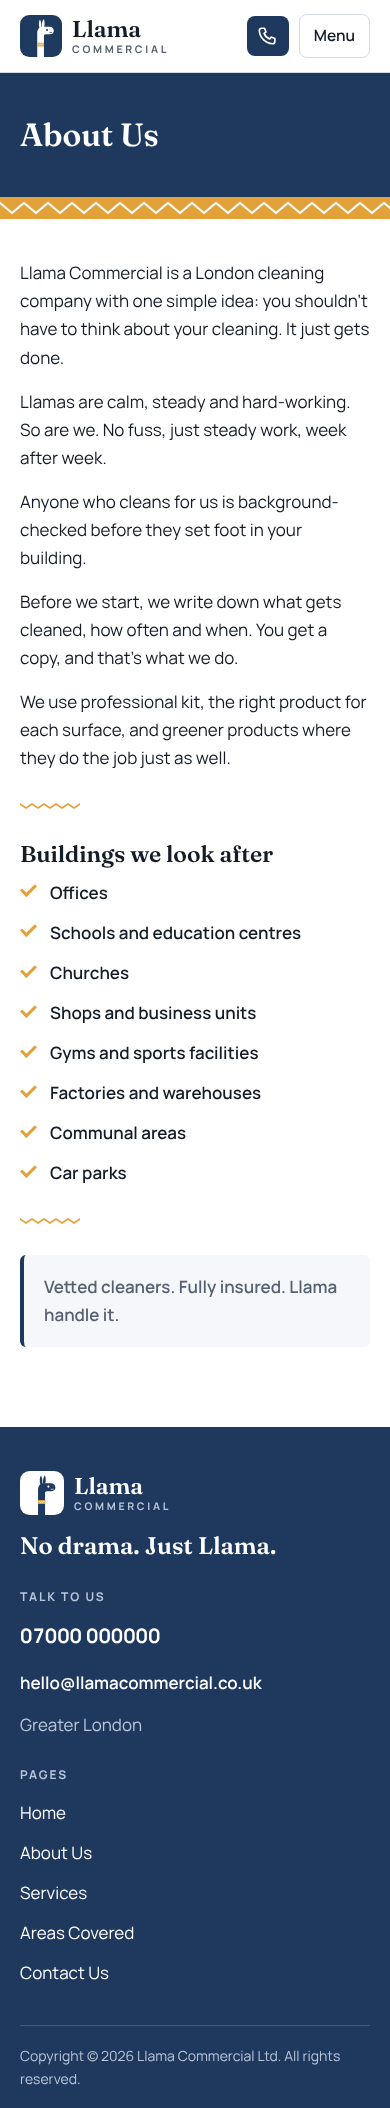 Llama
COMMERCIAL
Menu
About Us
Llama Commercial is a London cleaning
company with one simple idea: you shouldn't
have to think about your cleaning. It just gets
done.
Llamas are calm, steady and hard-working.
So are we. No fuss, just steady work, week
after week.
Anyone who cleans for us is background-
checked before they set foot in your
building.
Before we start, we write down what gets
cleaned, how often and when. You get a
copy, and that's what we do.
We use professional kit, the right product for
each surface, and greener products where
they do the job just as well.
Buildings we look after
Offices
Schools and education centres
Churches
Shops and business units
Gyms and sports facilities
Factories and warehouses
Communal areas
Car parks
Vetted cleaners. Fully insured. Llama
handle it.
Llama
COMMERCIAL
No drama. Just Llama.
TALK TO US
07000 000000
hello@llamacommercial.co.uk
Greater London
PAGES
Home
About Us
Services
Areas Covered
Contact Us
Copyright © 2026 Llama Commercial Ltd. All rights
reserved.